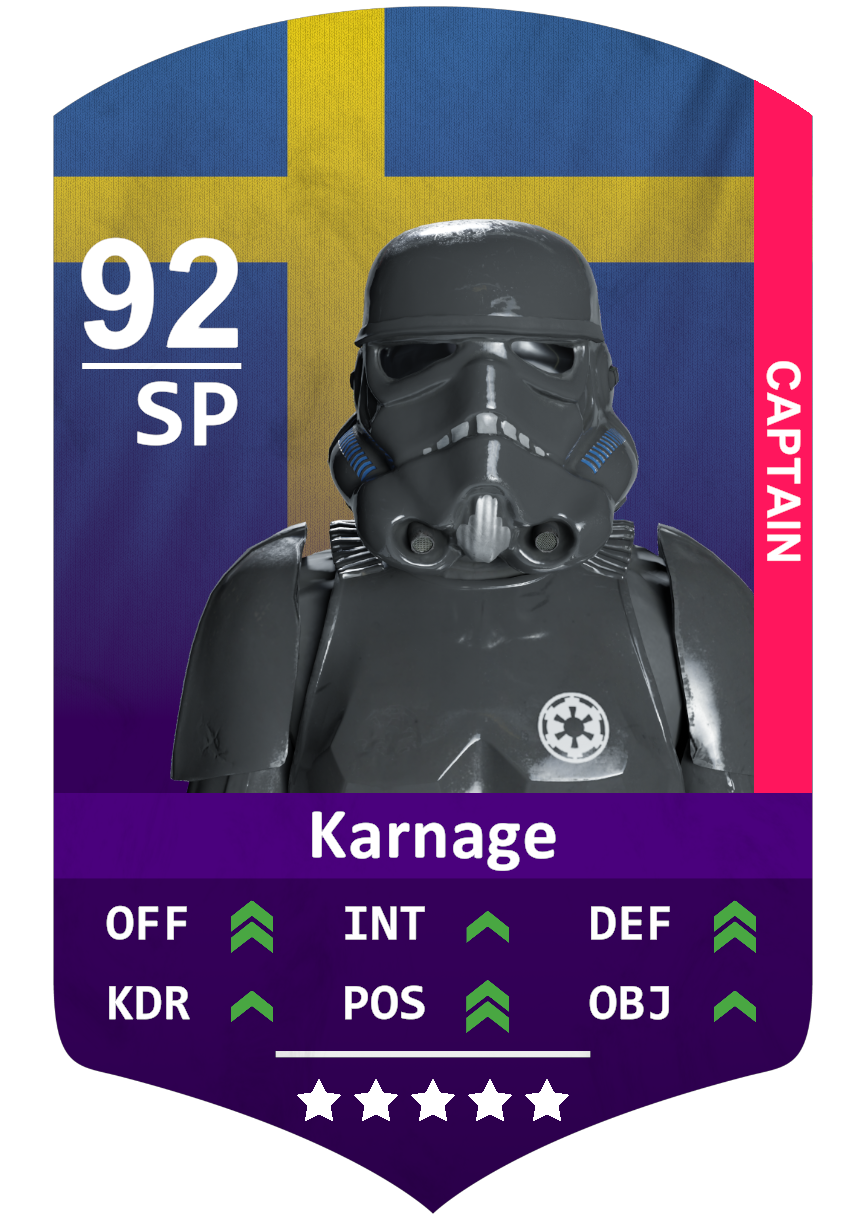 92
SP
CAPTAIN
Karnage
OFF INT DEF
KDR POS OBJ